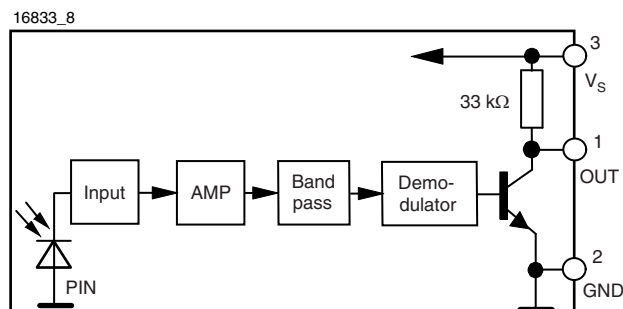 16833_8
3
V_S
33 kΩ
1
OUT
Input
AMP
Band
pass
Demo-
dulator
2
GND
PIN